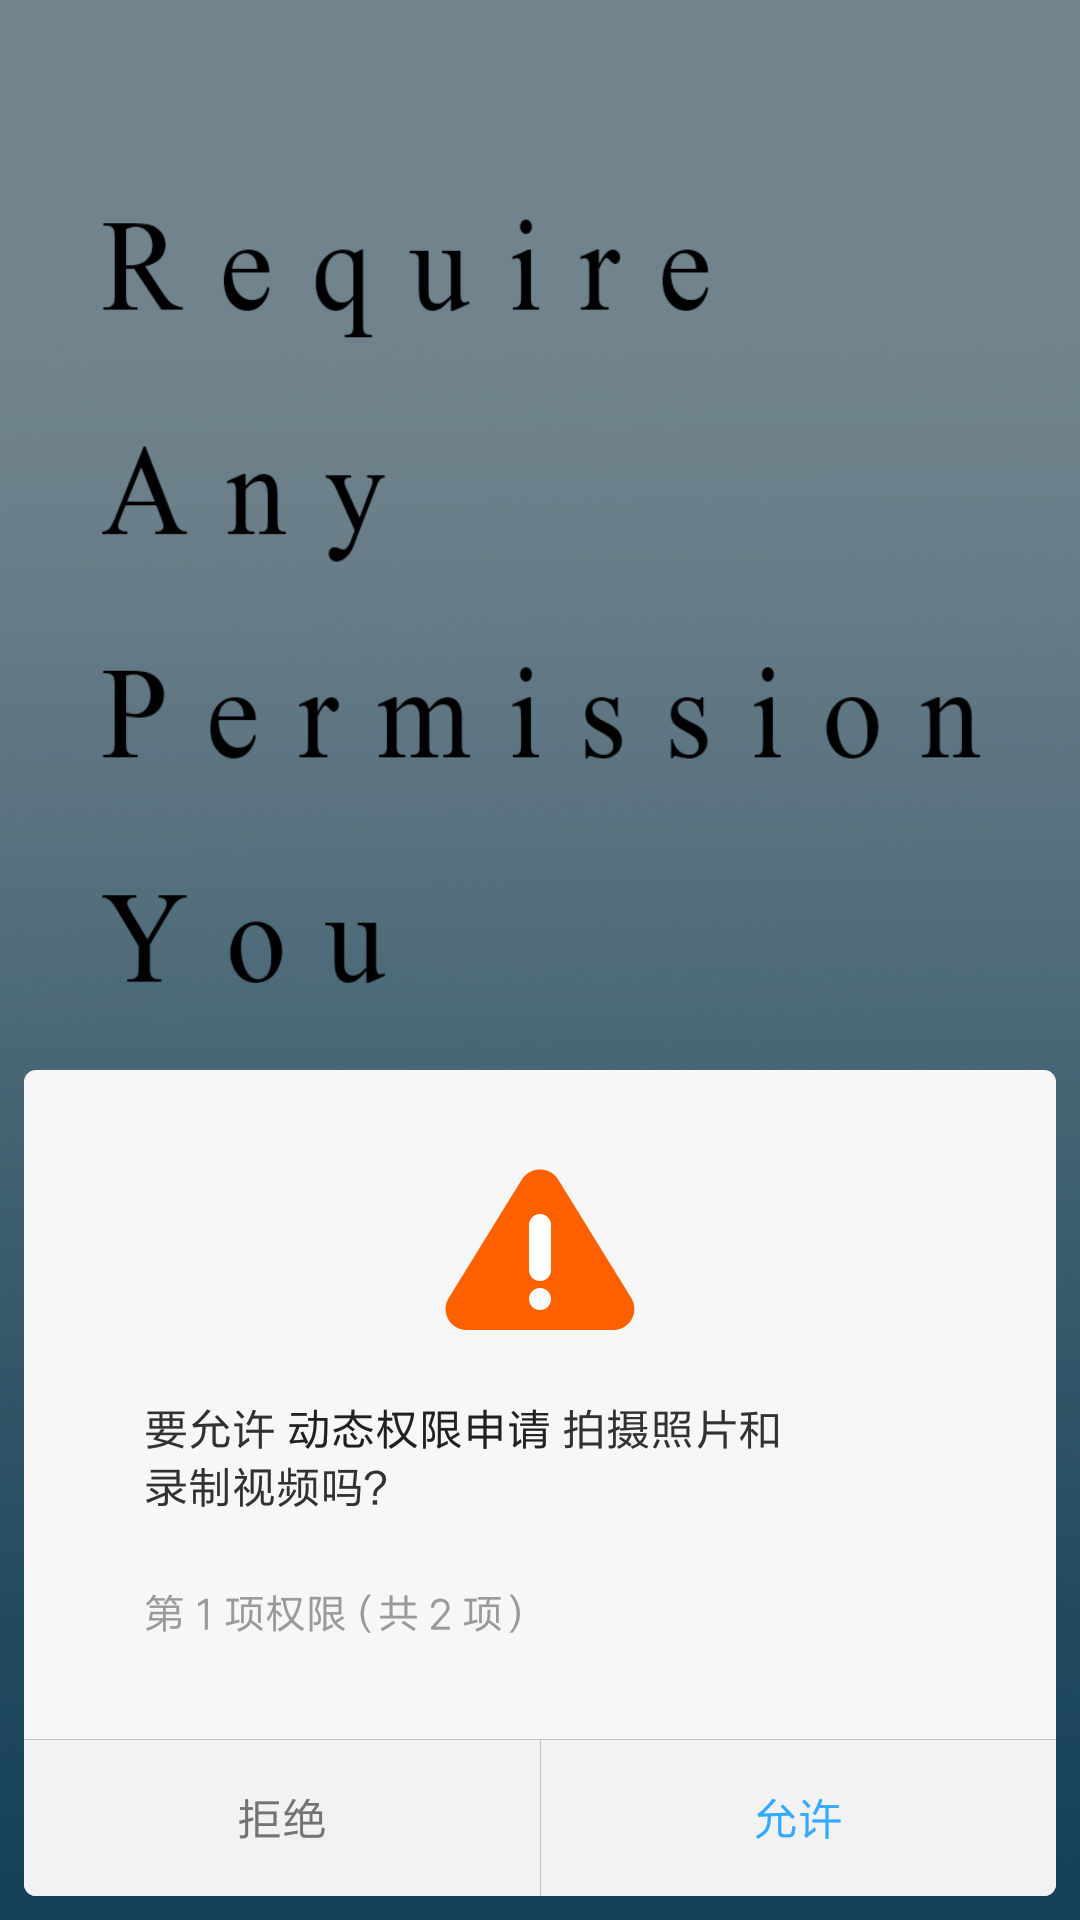 Require
Any
Permission
You
要允许 动态权限申请 拍摄照片和
录制视频吗?
第 1 项权限 (共 2 项)
拒绝
允许